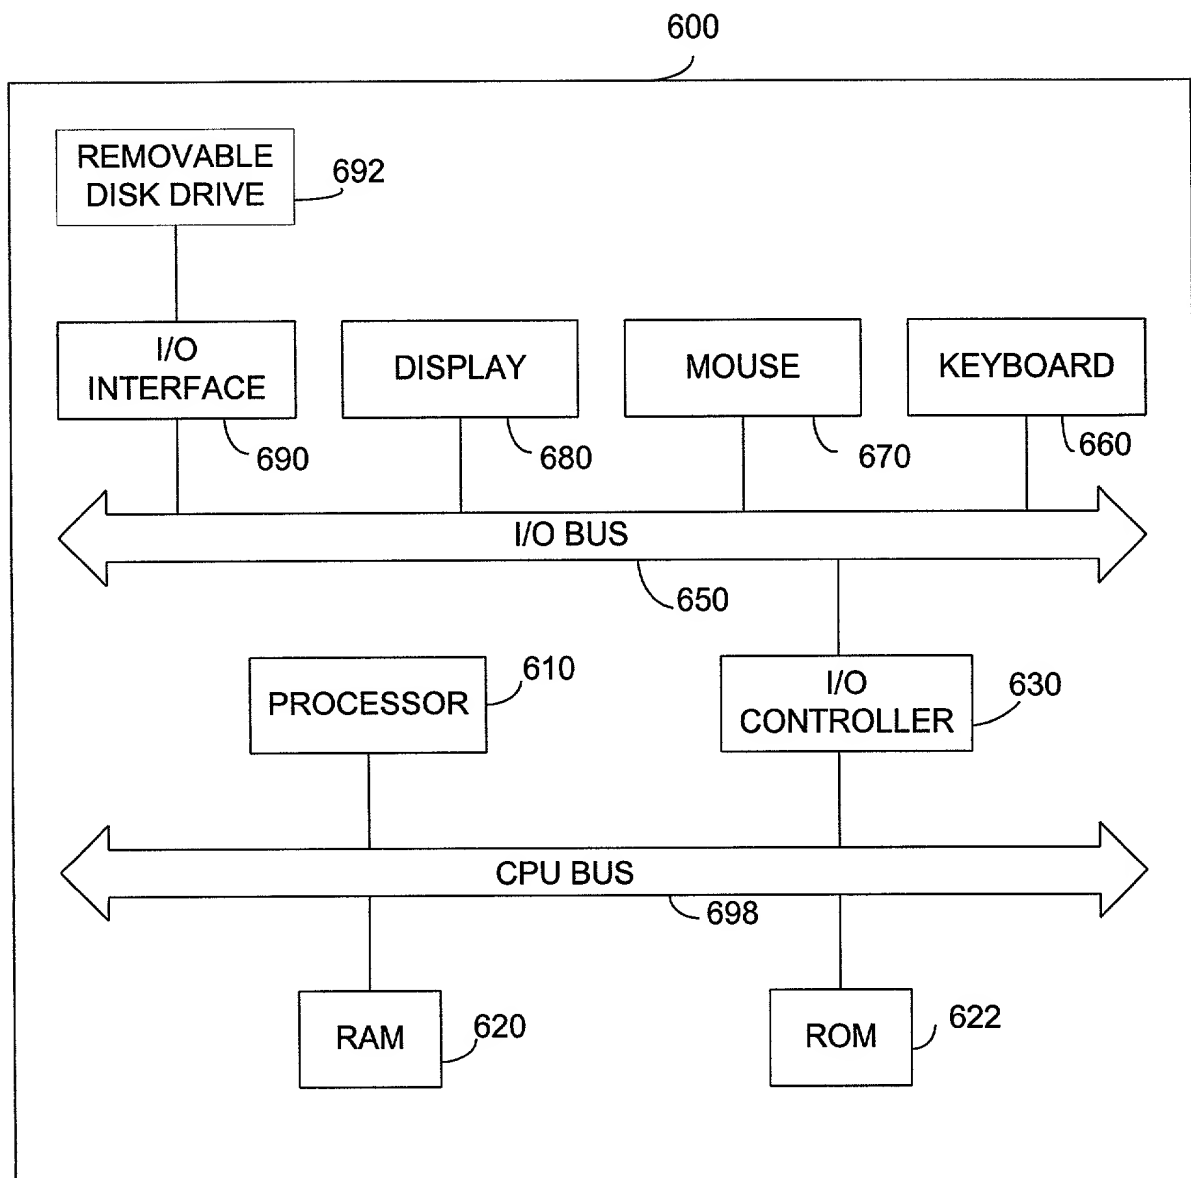 600
REMOVABLE
DISK DRIVE
692
I/O
INTERFACE
DISPLAY
MOUSE
KEYBOARD
690
680
670
660
I/O BUS
650
PROCESSOR
610
I/O
CONTROLLER
630
CPU BUS
698
RAM
620
ROM
622